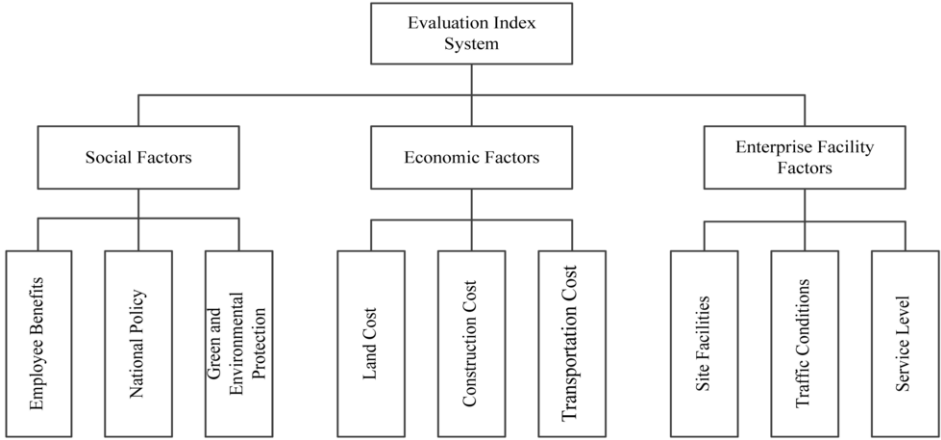 Evaluation Index
System
Social Factors
Economic Factors
Enterprise Facility
Factors
Employee Benefits
National Policy
Green and
Environmental
Protection
Land Cost
Construction Cost
Transportation Cost
Site Facilities
Traffic Conditions
Service Level